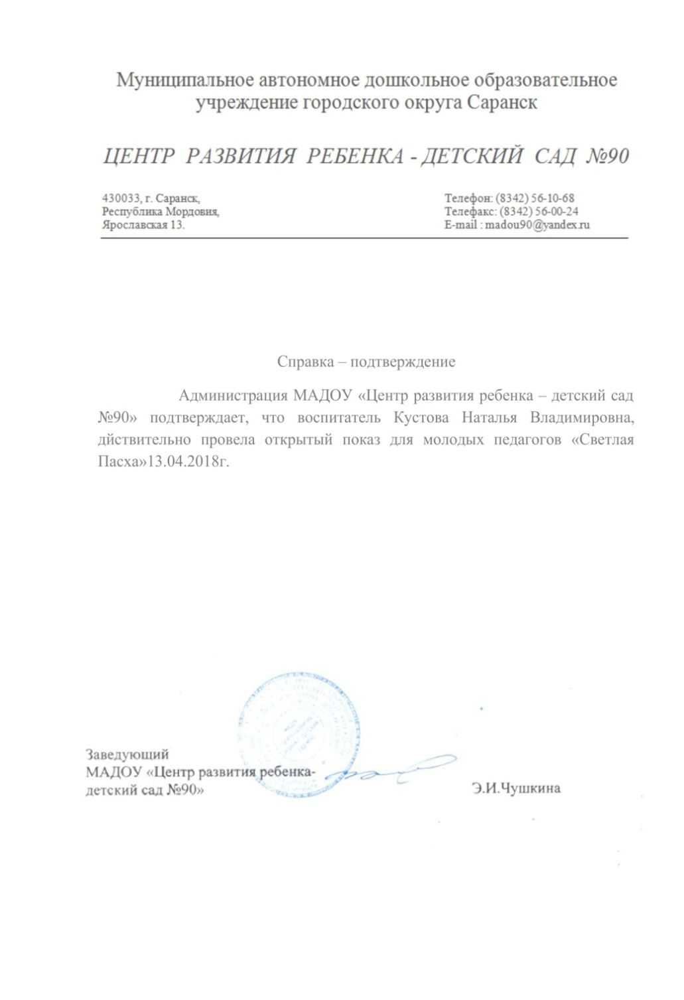 Муниципальное автономное дошкольное образовательное
учреждение городского округа Саранск
ЦЕНТР РАЗВИТИЯ РЕБЕНКА - ДЕТСКИЙ САД №90
430033, г. Саранск,
Республика Мордовия,
Ярославская 13.
Телефон: (8342) 56-10-68
Телефакс: (8342) 56-00-24
E-mail : madou90@yandex.ru
Справка – подтверждение
Администрация МАДОУ «Центр развития ребенка – детский сад
№90» подтверждает, что воспитатель Кустова Наталья Владимировна,
дйствительно провела открытый показ для молодых педагогов «Светлая
Пасха»13.04.2018г.
Заведующий
МАДОУ «Центр развития ребенка-
детский сад №90»
Э.И.Чушкина